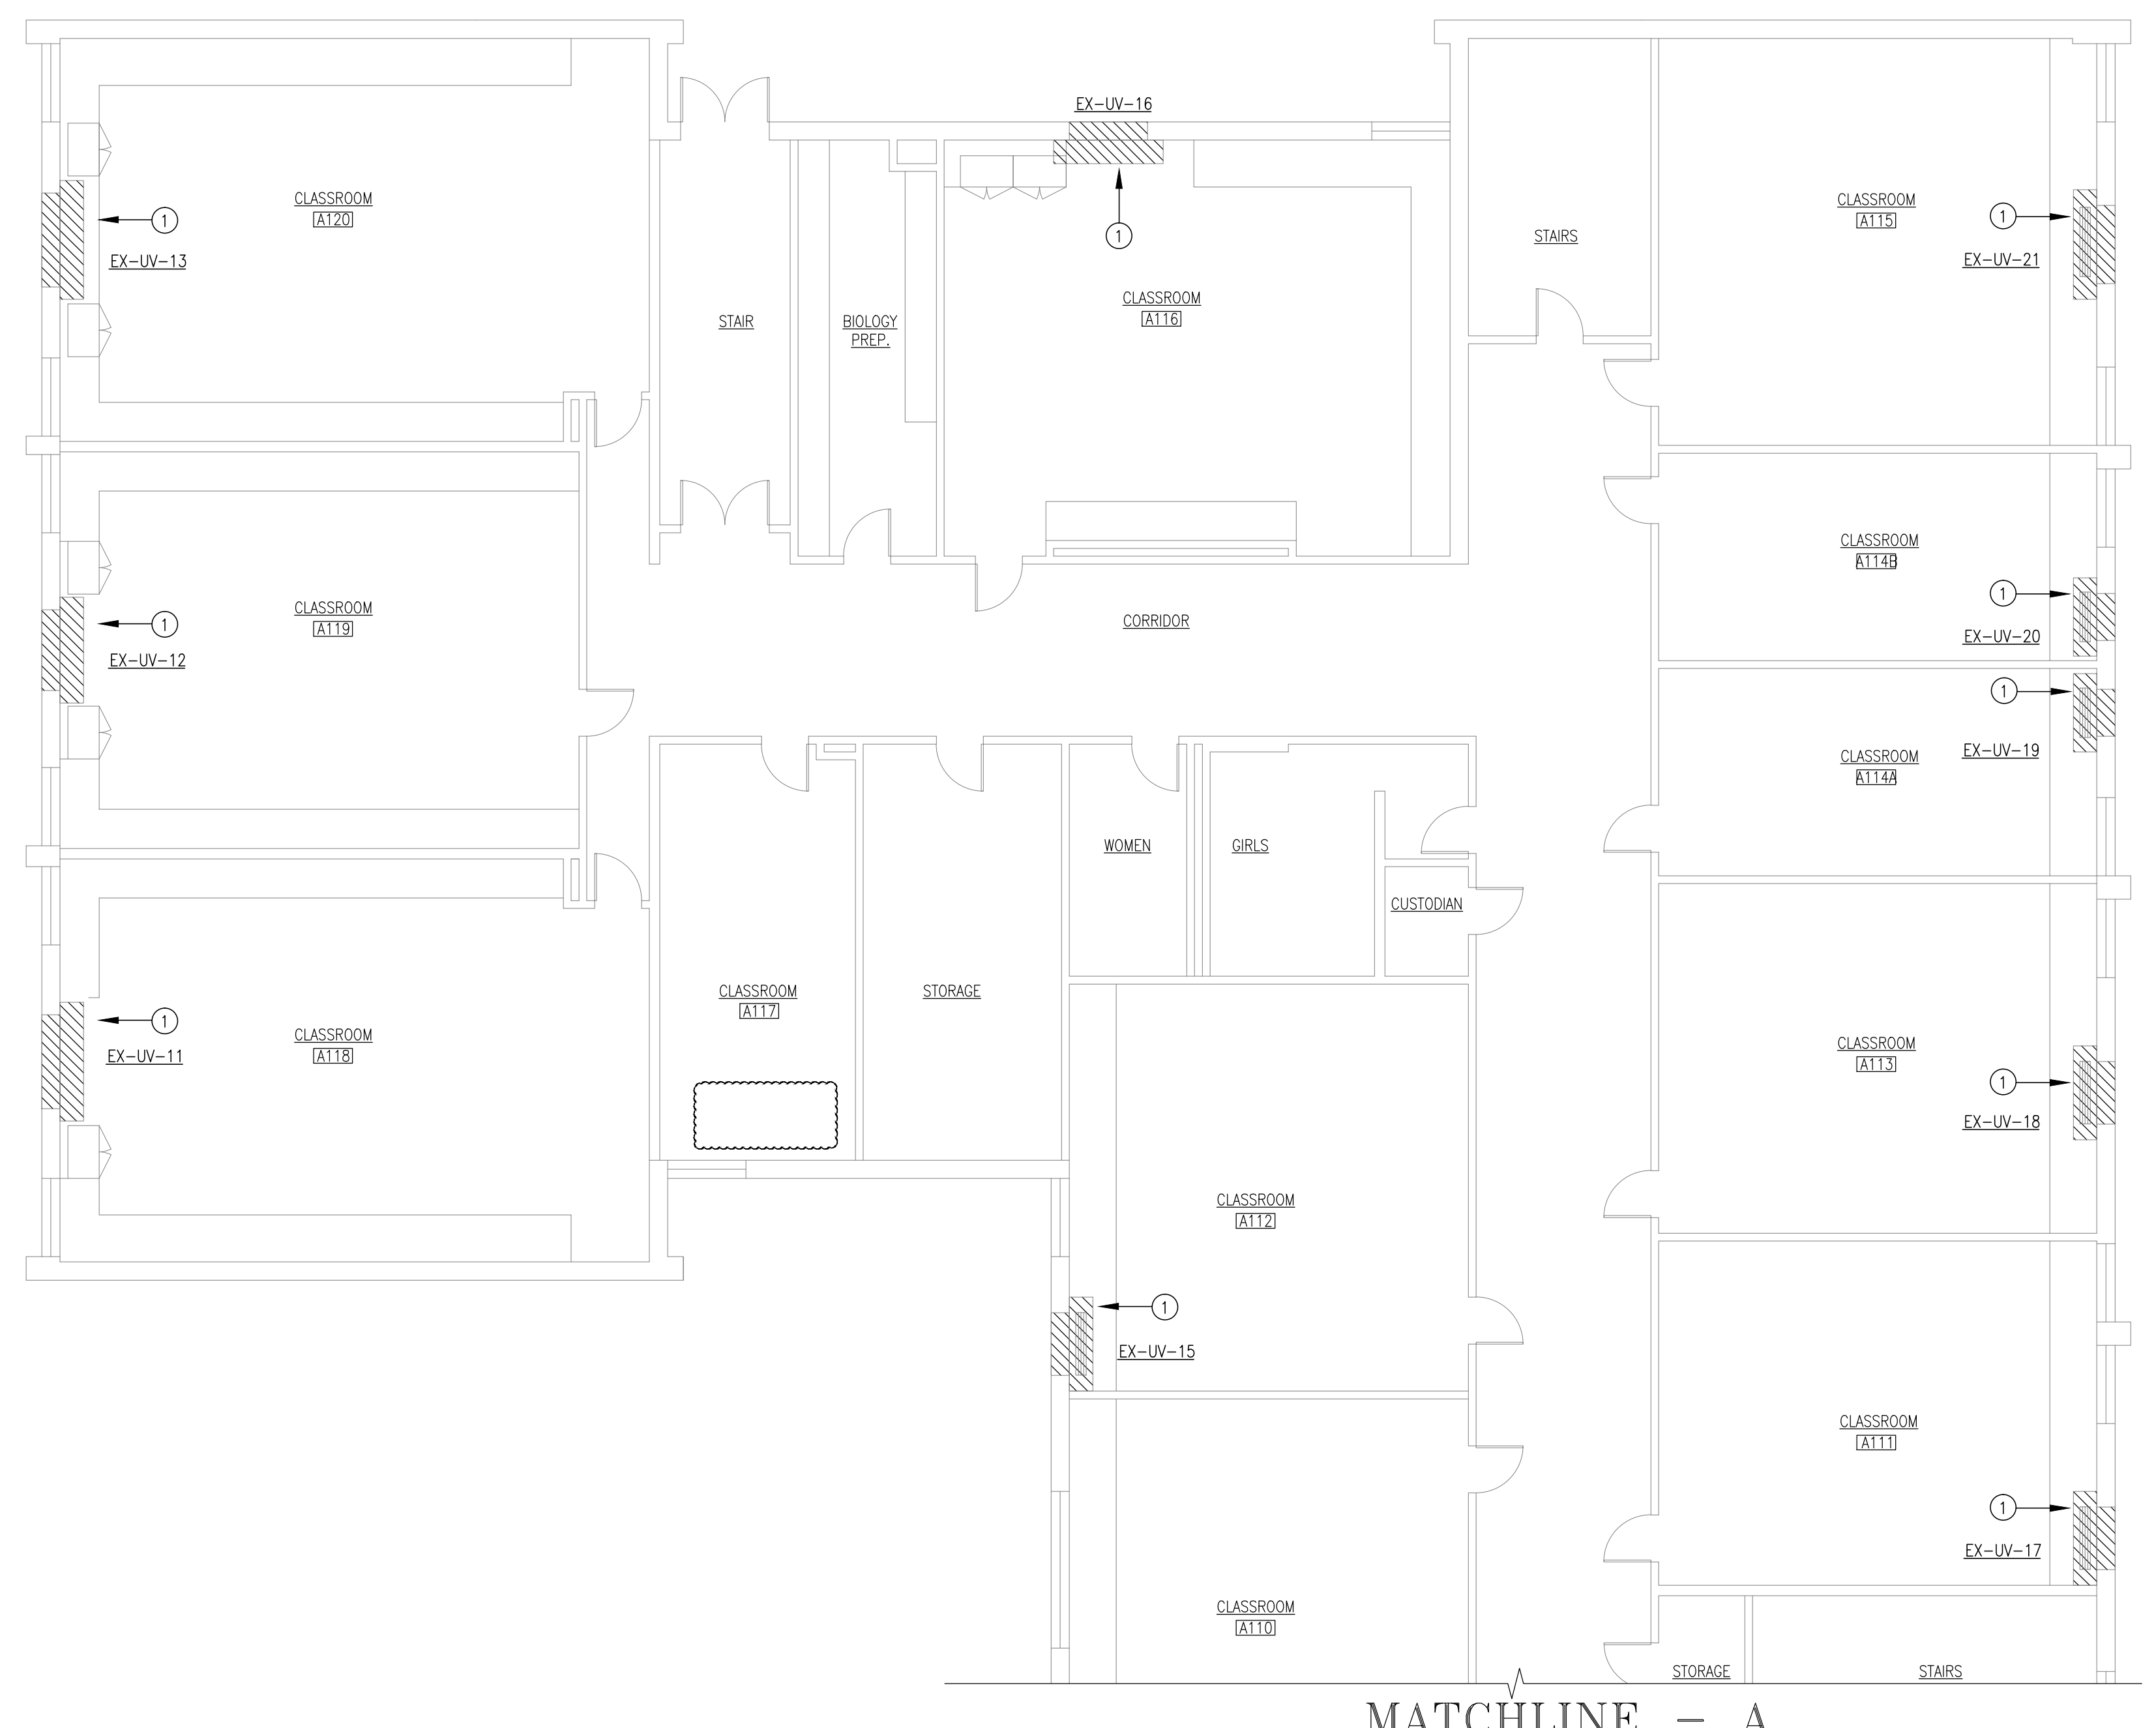 EX-UV-16
CLASSROOM
A120
1
EX-UV-13
1
CLASSROOM
A115
1
EX-UV-21
STAIRS
CLASSROOM
A116
STAIR
BIOLOGY
PREP.
CLASSROOM
A114B
1
EX-UV-20
CLASSROOM
A119
1
EX-UV-12
CORRIDOR
1
EX-UV-19
CLASSROOM
A114A
WOMEN
GIRLS
CUSTODIAN
CLASSROOM
A117
STORAGE
CLASSROOM
A118
1
EX-UV-11
CLASSROOM
A113
1
EX-UV-18
CLASSROOM
A112
1
EX-UV-15
CLASSROOM
A111
1
EX-UV-17
CLASSROOM
A110
STORAGE
STAIRS
MATCHLINE - A